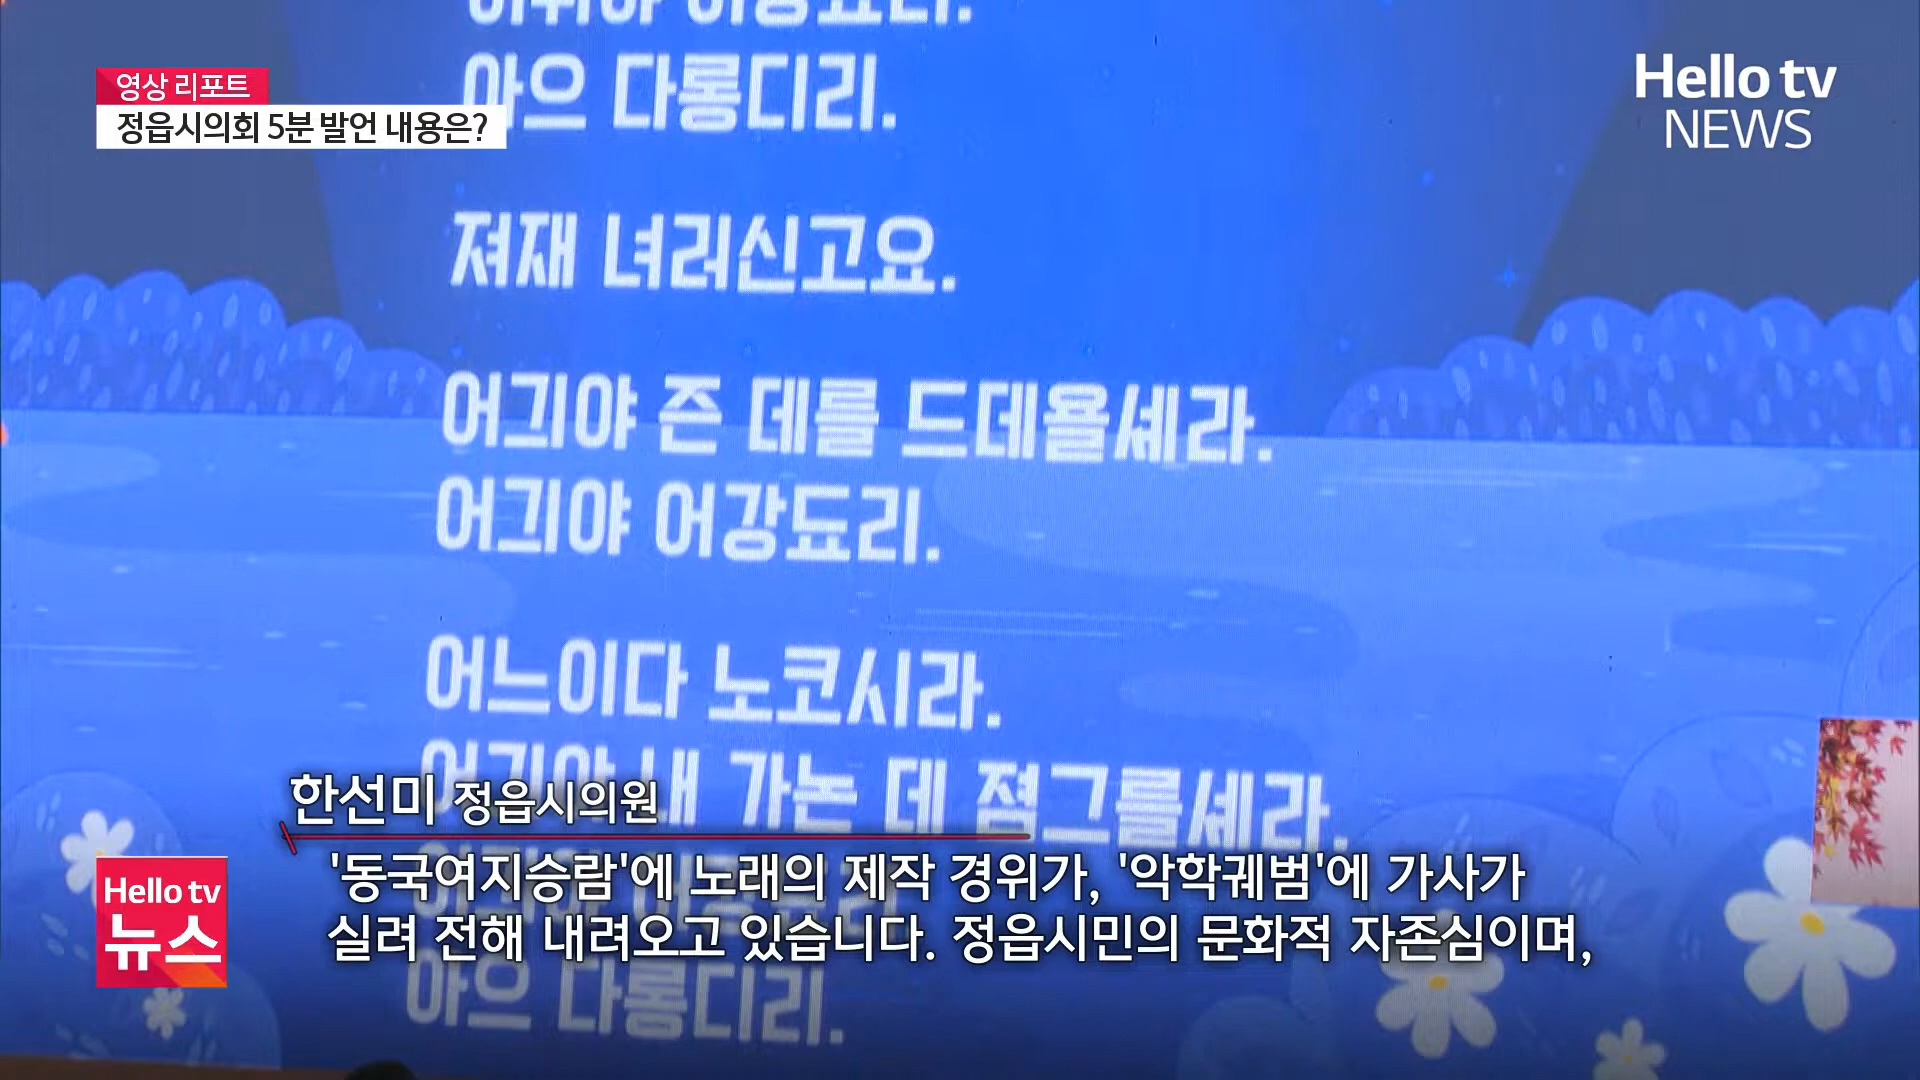 아으 다롱디리.
영상 리포트
정읍시의회 5분 발언 내용은?
Hello tv
NEWS
져재 녀러신고요.
어긔야 즌 데를 드데욜셰라.
어긔야 어강됴리.
어느이다 노코시라.
어긔야 내 가논 데 졈그를셰라.
한선미 정읍시의원
'동국여지승람'에 노래의 제작 경위가, '악학궤범'에 가사가
실려 전해 내려오고 있습니다. 정읍시민의 문화적 자존심이며,
Hello tv
뉴스
아으 다롱디리.